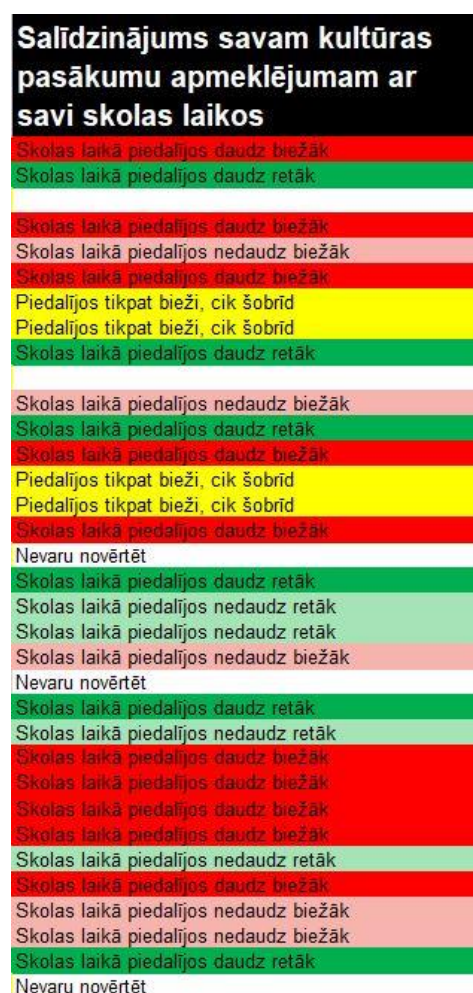 Salīdzinājums savam kultūras
pasākumu apmeklējumam ar
savi skolas laikos
Skolas laikā piedalījos daudz biežāk
Skolas laikā piedalījos daudz retāk
Skolas laikā piedalījos daudz biežāk
Skolas laikā piedalījos nedaudz biežāk
Skolas laikā piedalījos daudz biežāk
Piedalījos tikpat bieži, cik šobrīd
Piedalījos tikpat bieži, cik šobrīd
Skolas laikā piedalījos daudz retāk
Skolas laikā piedalījos nedaudz biežāk
Skolas laikā piedalījos daudz retāk
Skolas laikā piedalījos daudz biežāk
Piedalījos tikpat bieži, cik šobrīd
Piedalījos tikpat bieži, cik šobrīd
Skolas laikā piedalījos daudz biežāk
Nevaru novērtēt
Skolas laikā piedalījos daudz retāk
Skolas laikā piedalījos nedaudz retāk
Skolas laikā piedalījos nedaudz retāk
Skolas laikā piedalījos nedaudz biežāk
Nevaru novērtēt
Skolas laikā piedalījos daudz retāk
Skolas laikā piedalījos nedaudz retāk
Skolas laikā piedalījos daudz biežāk
Skolas laikā piedalījos daudz biežāk
Skolas laikā piedalījos daudz biežāk
Skolas laikā piedalījos daudz biežāk
Skolas laikā piedalījos nedaudz retāk
Skolas laikā piedalījos daudz biežāk
Skolas laikā piedalījos nedaudz biežāk
Skolas laikā piedalījos nedaudz biežāk
Skolas laikā piedalījos daudz retāk
Nevaru novērtēt